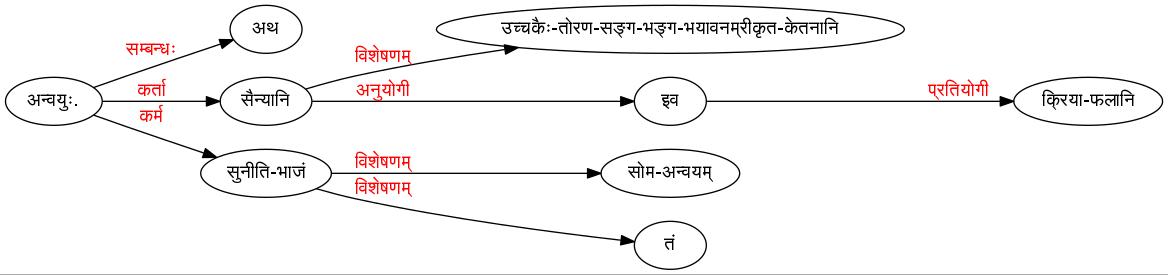 उच्चकैः-तोरण-सङ्ग-भङ्ग-भयावनम्रीकृत-केतनानि
अथ
सम्बन्धः
विशेषणम्
अन्वयुः.
कर्ता
सैन्यानि
अनुयोगी
इव
प्रतियोगी
क्रिया-फलानि
कर्म
सुनीति-भाजं
विशेषणम्
सोम-अन्वयम्
विशेषणम्
तं